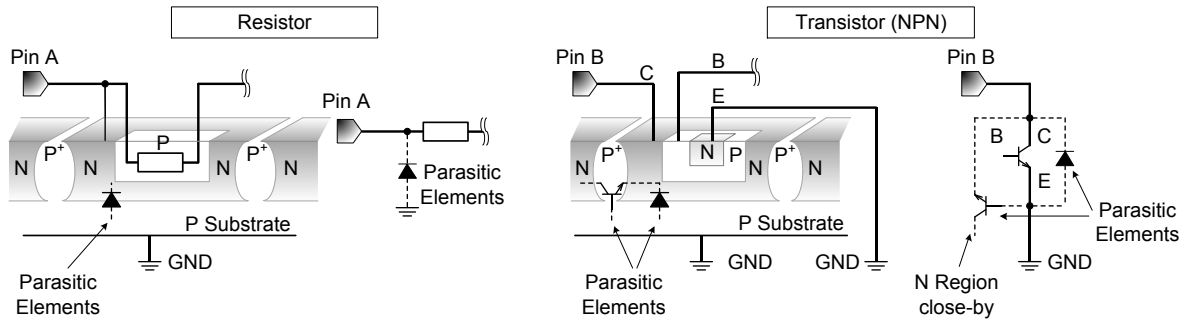 Resistor
Transistor (NPN)
Pin A
Pin A
N
P+
N
P
P+
N
N
Parasitic
Elements
P Substrate
GND
Parasitic
Elements
Pin B
C
B
E
N
P+
N
N
P
P+
N
N
P Substrate
GND
GND
Parasitic
Elements
Pin B
B
C
E
Parasitic
Elements
GND
N Region
close-by